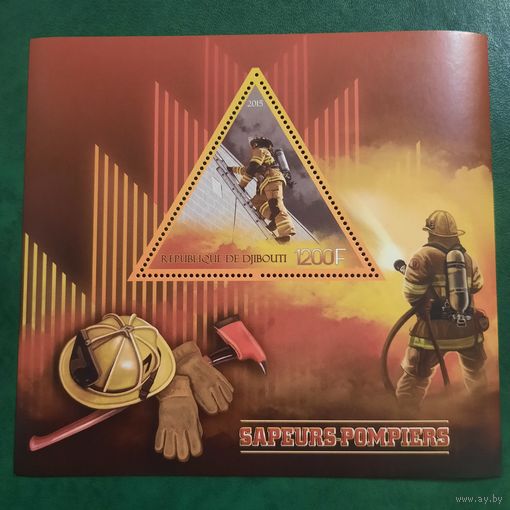 2015
REPUBLIQUE DE DJIBOUTI 1200F
SAPEURS-POMPIERS
www.ay.by